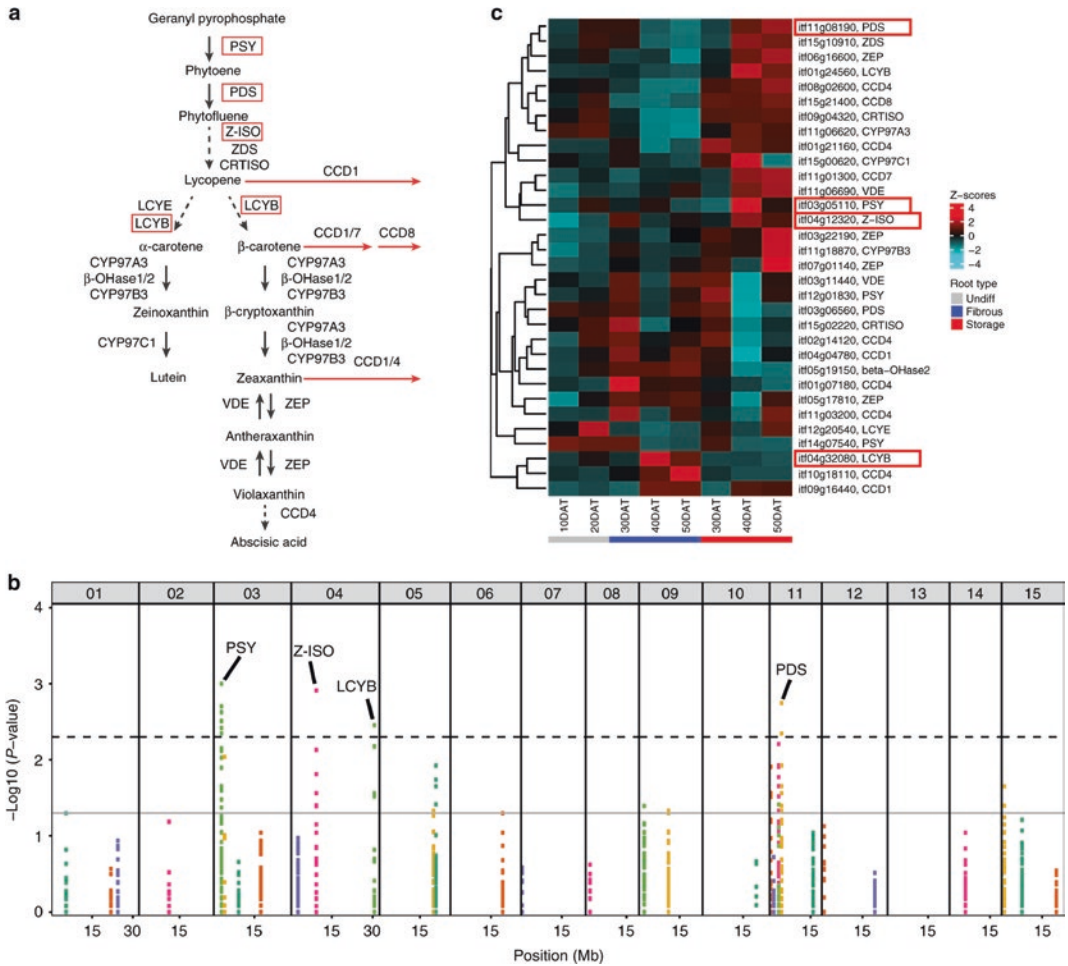 a
Geranyl pyrophosphate
PSY
Phytoene
PDS
Phytofluene
Z-ISO
ZDS
CRTISO
Lycopene
CCD1
LCYE
LCYB
LCYB
α-carotene
β-carotene
CCD1/7
CCD8
CYP97A3
β-OHase1/2
CYP97B3
CYP97A3
β-OHase1/2
CYP97B3
Zeinoxanthin
β-cryptoxanthin
CYP97C1
CYP97A3
β-OHase1/2
CYP97B3
CCD1/4
Lutein
Zeaxanthin
VDE
ZEP
Antheraxanthin
VDE
ZEP
Violaxanthin
CCD4
Abscisic acid
c
itf11g08190, PDS
itf15g10910, ZDS
itf06g16600, ZEP
itf01g24560, LCYB
itf08g02600, CCD4
itf15g21400, CCD8
itf09g04320, CRTISO
itf11g06620, CYP97A3
itf01g21160, CCD4
itf15g00620, CYP97C1
itf11g01300, CCD7
itf11g06690, VDE
itf03g05110, PSY
itf04g12320, Z-ISO
itf03g22190, ZEP
itf11g18870, CYP97B3
itf07g01140, ZEP
itf03g11440, VDE
itf12g01830, PSY
itf03g06560, PDS
itf15g02220, CRTISO
itf02g14120, CCD4
itf04g04780, CCD1
itf05g19150, beta-OHase2
itf01g07180, CCD4
itf05g17810, ZEP
itf11g03200, CCD4
itf12g20540, LCYE
itf14g07540, PSY
itf04g32080, LCYB
itf10g18110, CCD4
itf09g16440, CCD1
10DAT
20DAT
30DAT
40DAT
50DAT
30DAT
40DAT
50DAT
Z-scores
4
2
0
−2
−4
Root type
Undiff
Fibrous
Storage
b
01 02 03 04 05 06 07 08 09 10 11 12 13 14 15
PSY
Z-ISO
LCYB
PDS
4
3
2
1
0
-Log10 (P-value)
15 30 15 15 15 30 15 15 15 15 15 15 15 15 15 15 15
Position (Mb)